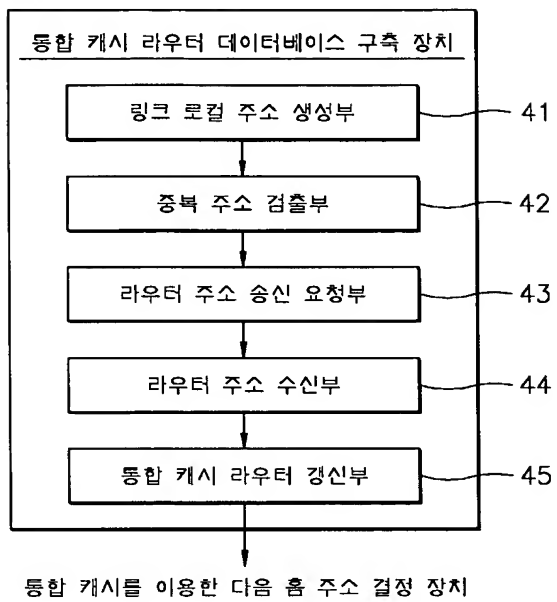 통합 캐시 라우터 데이터베이스 구축 장치
링크 로컬 주소 생성부
41
중복 주소 검출부
42
라우터 주소 송신 요청부
43
라우터 주소 수신부
44
통합 캐시 라우터 갱신부
45
통합 캐시를 이용한 다음 홉 주소 결정 장치